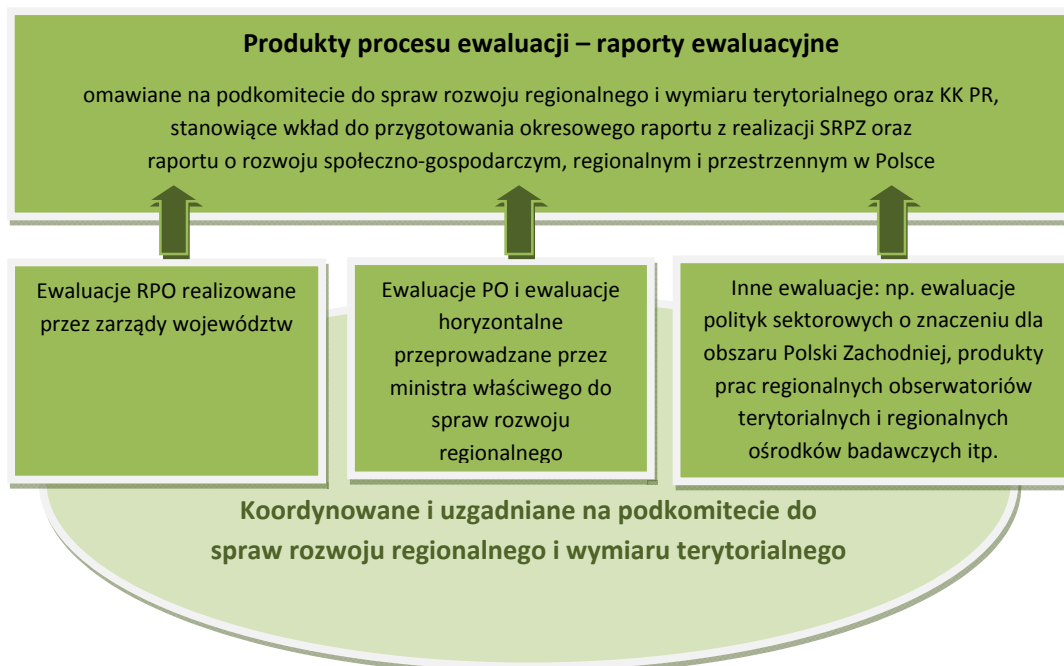 Produkty procesu ewaluacji – raporty ewaluacyjne
omawiane na podkomitecie do spraw rozwoju regionalnego i wymiaru terytorialnego oraz KK PR,
stanowiące wkład do przygotowania okresowego raportu z realizacji SRPZ oraz
raportu o rozwoju społeczno-gospodarczym, regionalnym i przestrzennym w Polsce
Ewaluacje RPO realizowane
przez zarządy województw
Ewaluacje PO i ewaluacje
horyzontalne
przeprowadzane przez
ministra właściwego do
spraw rozwoju
regionalnego
Inne ewaluacje: np. ewaluacje
polityk sektorowych o znaczeniu dla
obszaru Polski Zachodniej, produkty
prac regionalnych obserwatoriów
terytorialnych i regionalnych
ośrodków badawczych itp.
Koordynowane i uzgadniane na podkomitecie do
spraw rozwoju regionalnego i wymiaru terytorialnego